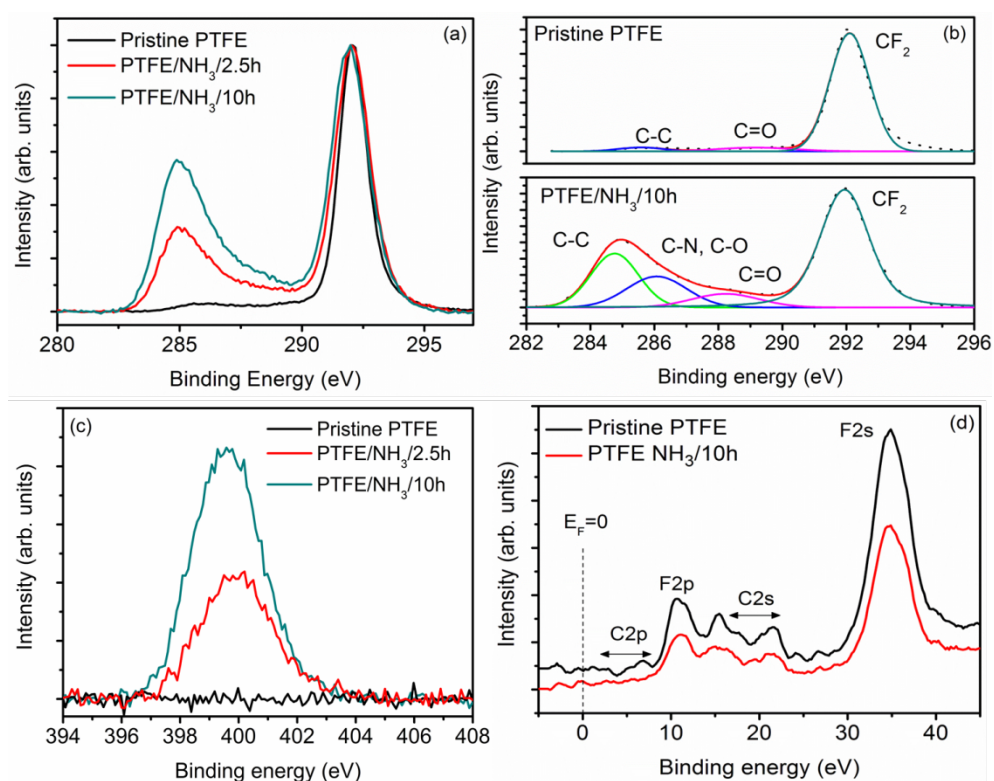 (a)
Pristine PTFE
PTFE/NH₃/2.5h
PTFE/NH₃/10h
Intensity (arb. units)
280 285 290 295
Binding Energy (eV)
(b)
Pristine PTFE
CF₂
C-C
C=O
PTFE/NH₃/10h
CF₂
C-C
C-N, C-O
C=O
Intensity (arb. units)
Intensity (arb. units)
282 284 286 288 290 292 294 296
Binding energy (eV)
(c)
Pristine PTFE
PTFE/NH₃/2.5h
PTFE/NH₃/10h
Intensity (arb. units)
394 396 398 400 402 404 406 408
Binding energy (eV)
(d)
Pristine PTFE
PTFE NH₃/10h
F2s
E_F=0
F2p
C2s
C2p
Intensity (arb. units)
0 10 20 30 40
Binding energy (eV)